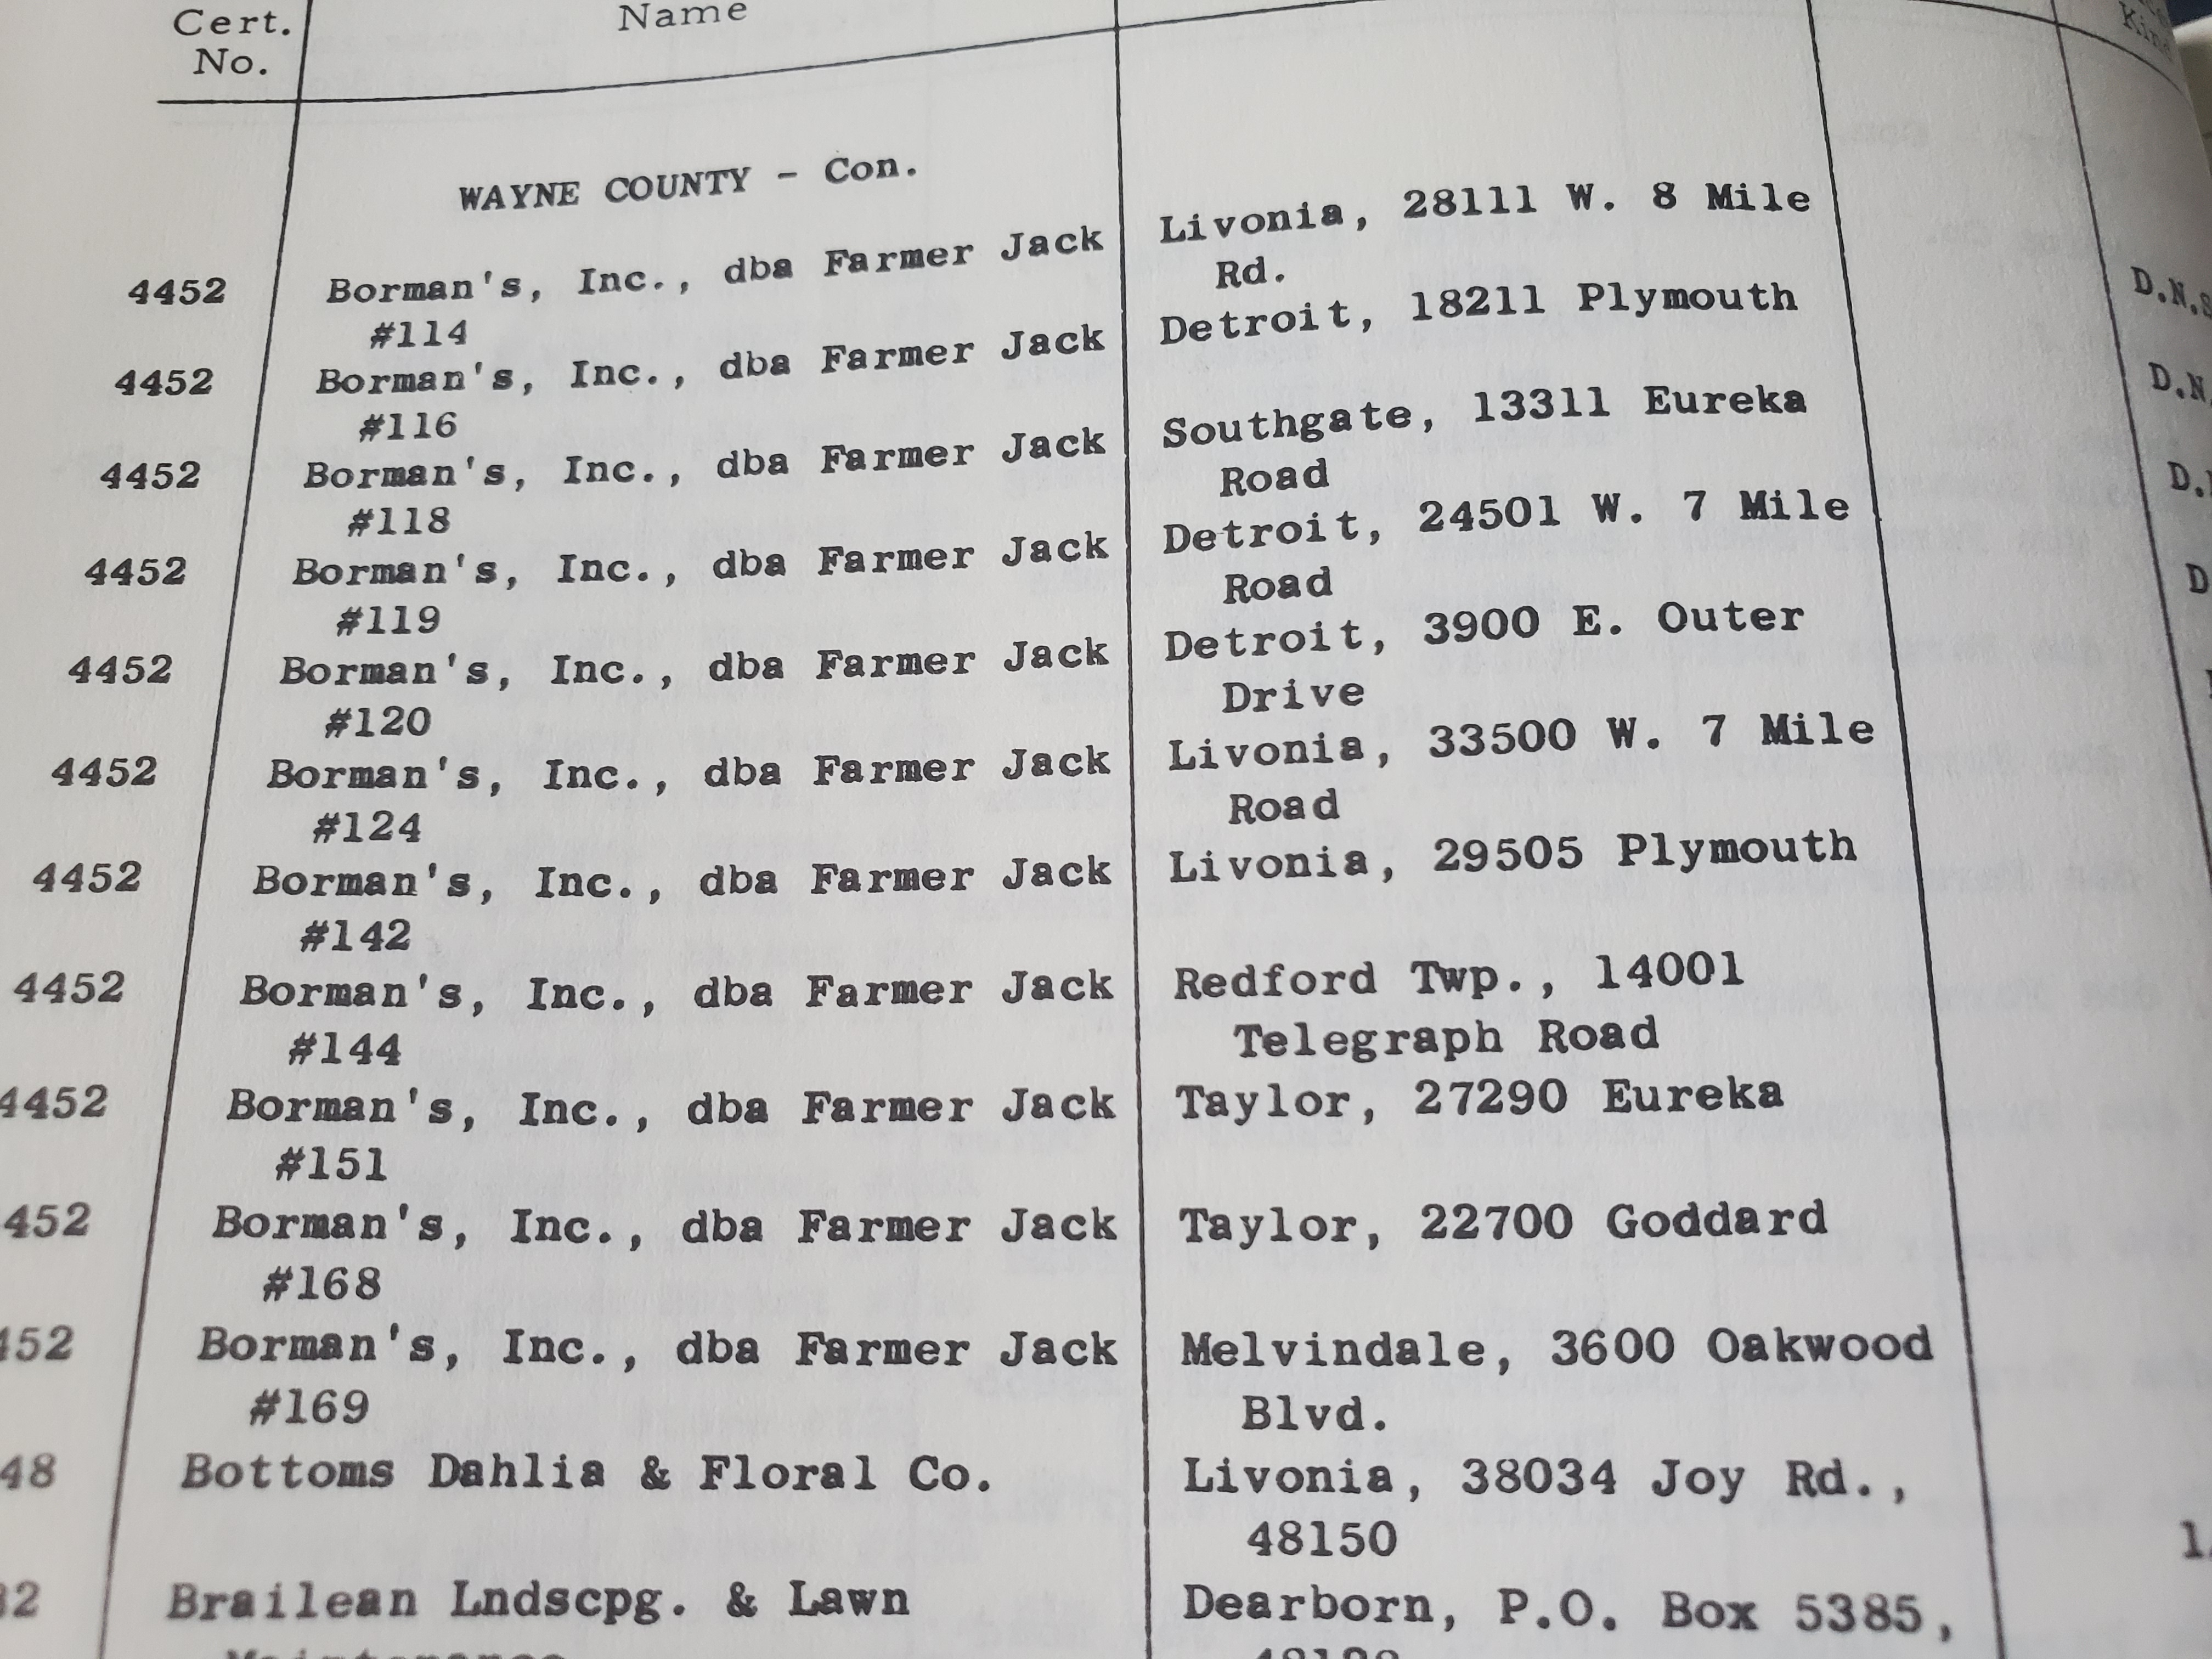 Cert. No.
Name
WAYNE COUNTY - Con.
4452 Borman's, Inc., dba Farmer Jack Livonia, 28111 W. 8 Mile
#114 Rd.
4452 Borman's, Inc., dba Farmer Jack Detroit, 18211 Plymouth
#116
4452 Borman's, Inc., dba Farmer Jack Southgate, 13311 Eureka
#118 Road
4452 Borman's, Inc., dba Farmer Jack Detroit, 24501 W. 7 Mile
#119 Road
4452 Borman's, Inc., dba Farmer Jack Detroit, 3900 E. Outer
#120 Drive
4452 Borman's, Inc., dba Farmer Jack Livonia, 33500 W. 7 Mile
#124 Road
4452 Borman's, Inc., dba Farmer Jack Livonia, 29505 Plymouth
#142
4452 Borman's, Inc., dba Farmer Jack Redford Twp., 14001
#144 Telegraph Road
4452 Borman's, Inc., dba Farmer Jack Taylor, 27290 Eureka
#151
452 Borman's, Inc., dba Farmer Jack Taylor, 22700 Goddard
#168
452 Borman's, Inc., dba Farmer Jack Melvindale, 3600 Oakwood
#169 Blvd.
48 Bottoms Dahlia & Floral Co. Livonia, 38034 Joy Rd.,
48150
2 Brailean Lndscpg. & Lawn Dearborn, P.O. Box 5385,